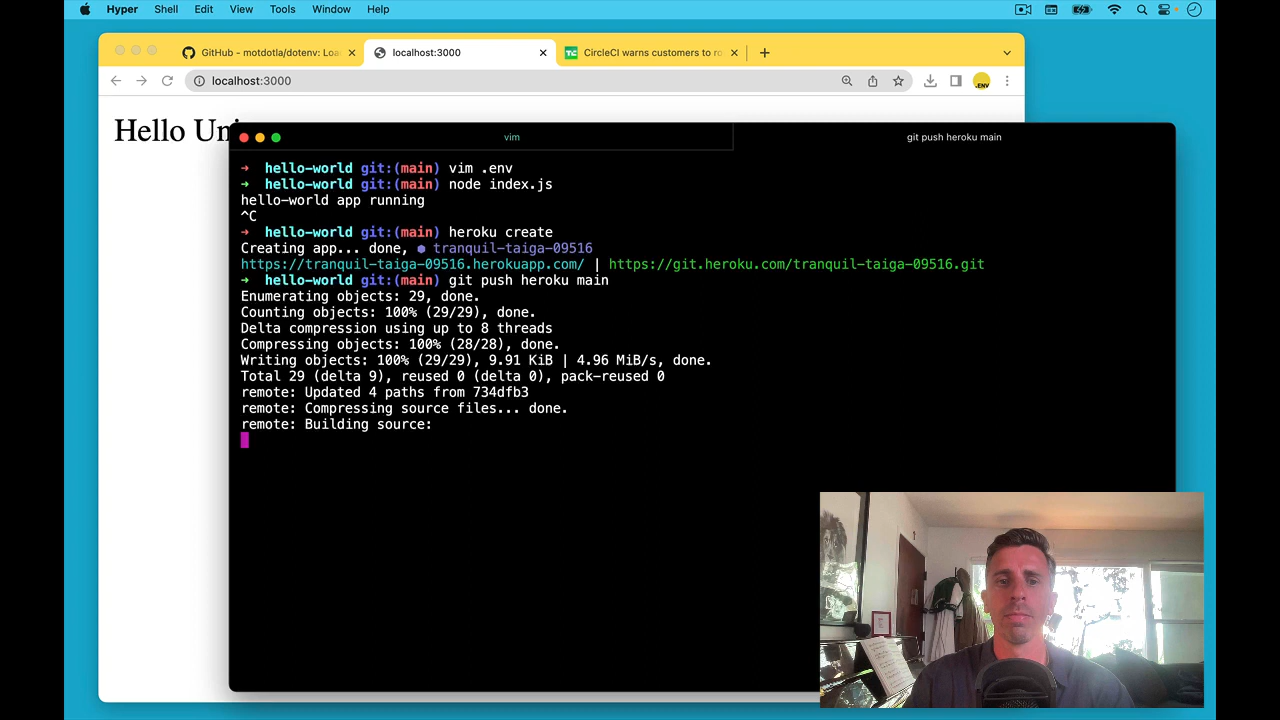 Hyper Shell Edit View Tools Window Help
GitHub - motdotla/dotenv: Loa
localhost:3000
CircleCI warns customers to ro
localhost:3000
.ENV
Hello Uni
vim
git push heroku main
➜ hello-world git:(main) vim .env
➜ hello-world git:(main) node index.js
hello-world app running
^C
➜ hello-world git:(main) heroku create
Creating app... done, ⬢ tranquil-taiga-09516
https://tranquil-taiga-09516.herokuapp.com/ | https://git.heroku.com/tranquil-taiga-09516.git
➜ hello-world git:(main) git push heroku main
Enumerating objects: 29, done.
Counting objects: 100% (29/29), done.
Delta compression using up to 8 threads
Compressing objects: 100% (28/28), done.
Writing objects: 100% (29/29), 9.91 KiB | 4.96 MiB/s, done.
Total 29 (delta 9), reused 0 (delta 0), pack-reused 0
remote: Updated 4 paths from 734dfb3
remote: Compressing source files... done.
remote: Building source: